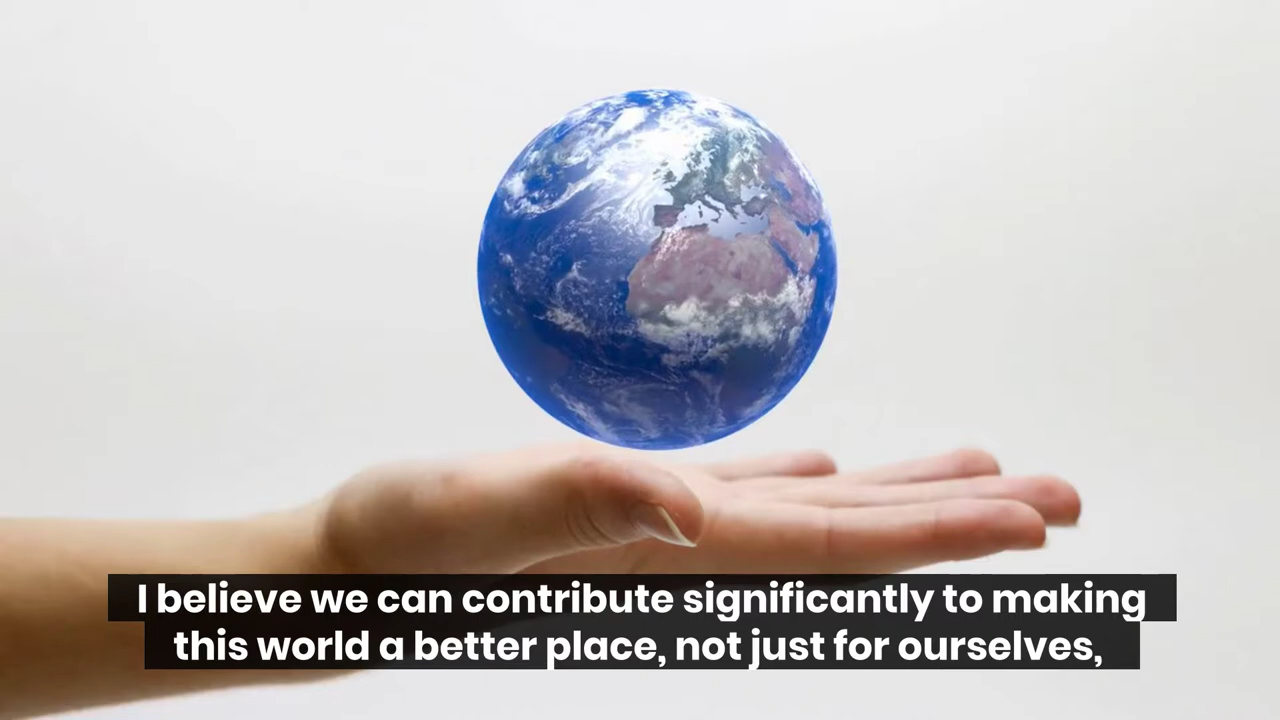 I believe we can contribute significantly to making
this world a better place, not just for ourselves,